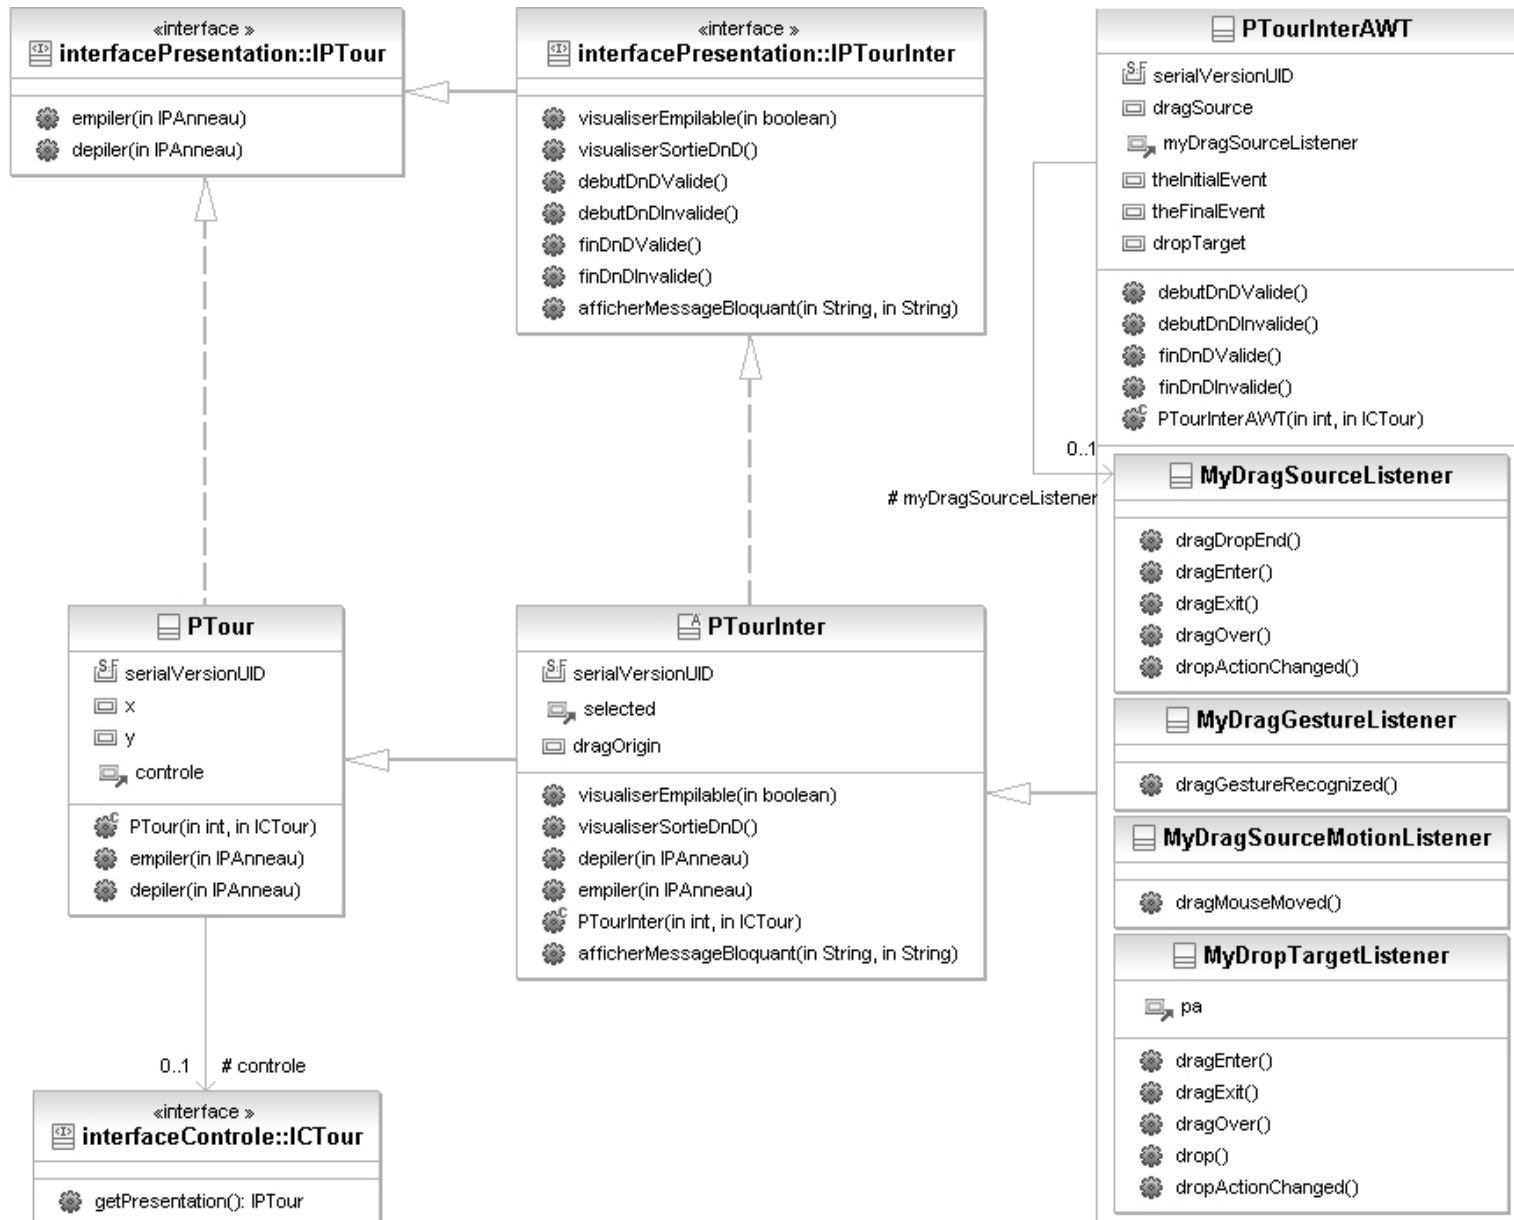 «interface »
interfacePresentation::IPTour
empiler(in IPAnneau)
depiler(in IPAnneau)
«interface »
interfacePresentation::IPTourInter
visualiserEmpilable(in boolean)
visualiserSortieDnD()
debutDnDValide()
debutDnDInvalide()
finDnDValide()
finDnDInvalide()
afficherMessageBloquant(in String, in String)
PTourInterAWT
serialVersionUID
dragSource
myDragSourceListener
theInitialEvent
theFinalEvent
dropTarget
debutDnDValide()
debutDnDInvalide()
finDnDValide()
finDnDInvalide()
PTourInterAWT(in int, in ICTour)
0..1
# myDragSourceListener
MyDragSourceListener
dragDropEnd()
dragEnter()
dragExit()
dragOver()
dropActionChanged()
MyDragGestureListener
dragGestureRecognized()
MyDragSourceMotionListener
dragMouseMoved()
MyDropTargetListener
pa
dragEnter()
dragExit()
dragOver()
drop()
dropActionChanged()
PTour
serialVersionUID
x
y
controle
PTour(in int, in ICTour)
empiler(in IPAnneau)
depiler(in IPAnneau)
PTourInter
serialVersionUID
selected
dragOrigin
visualiserEmpilable(in boolean)
visualiserSortieDnD()
depiler(in IPAnneau)
empiler(in IPAnneau)
PTourInter(in int, in ICTour)
afficherMessageBloquant(in String, in String)
0..1 # controle
«interface »
interfaceControle::ICTour
getPresentation(): IPTour